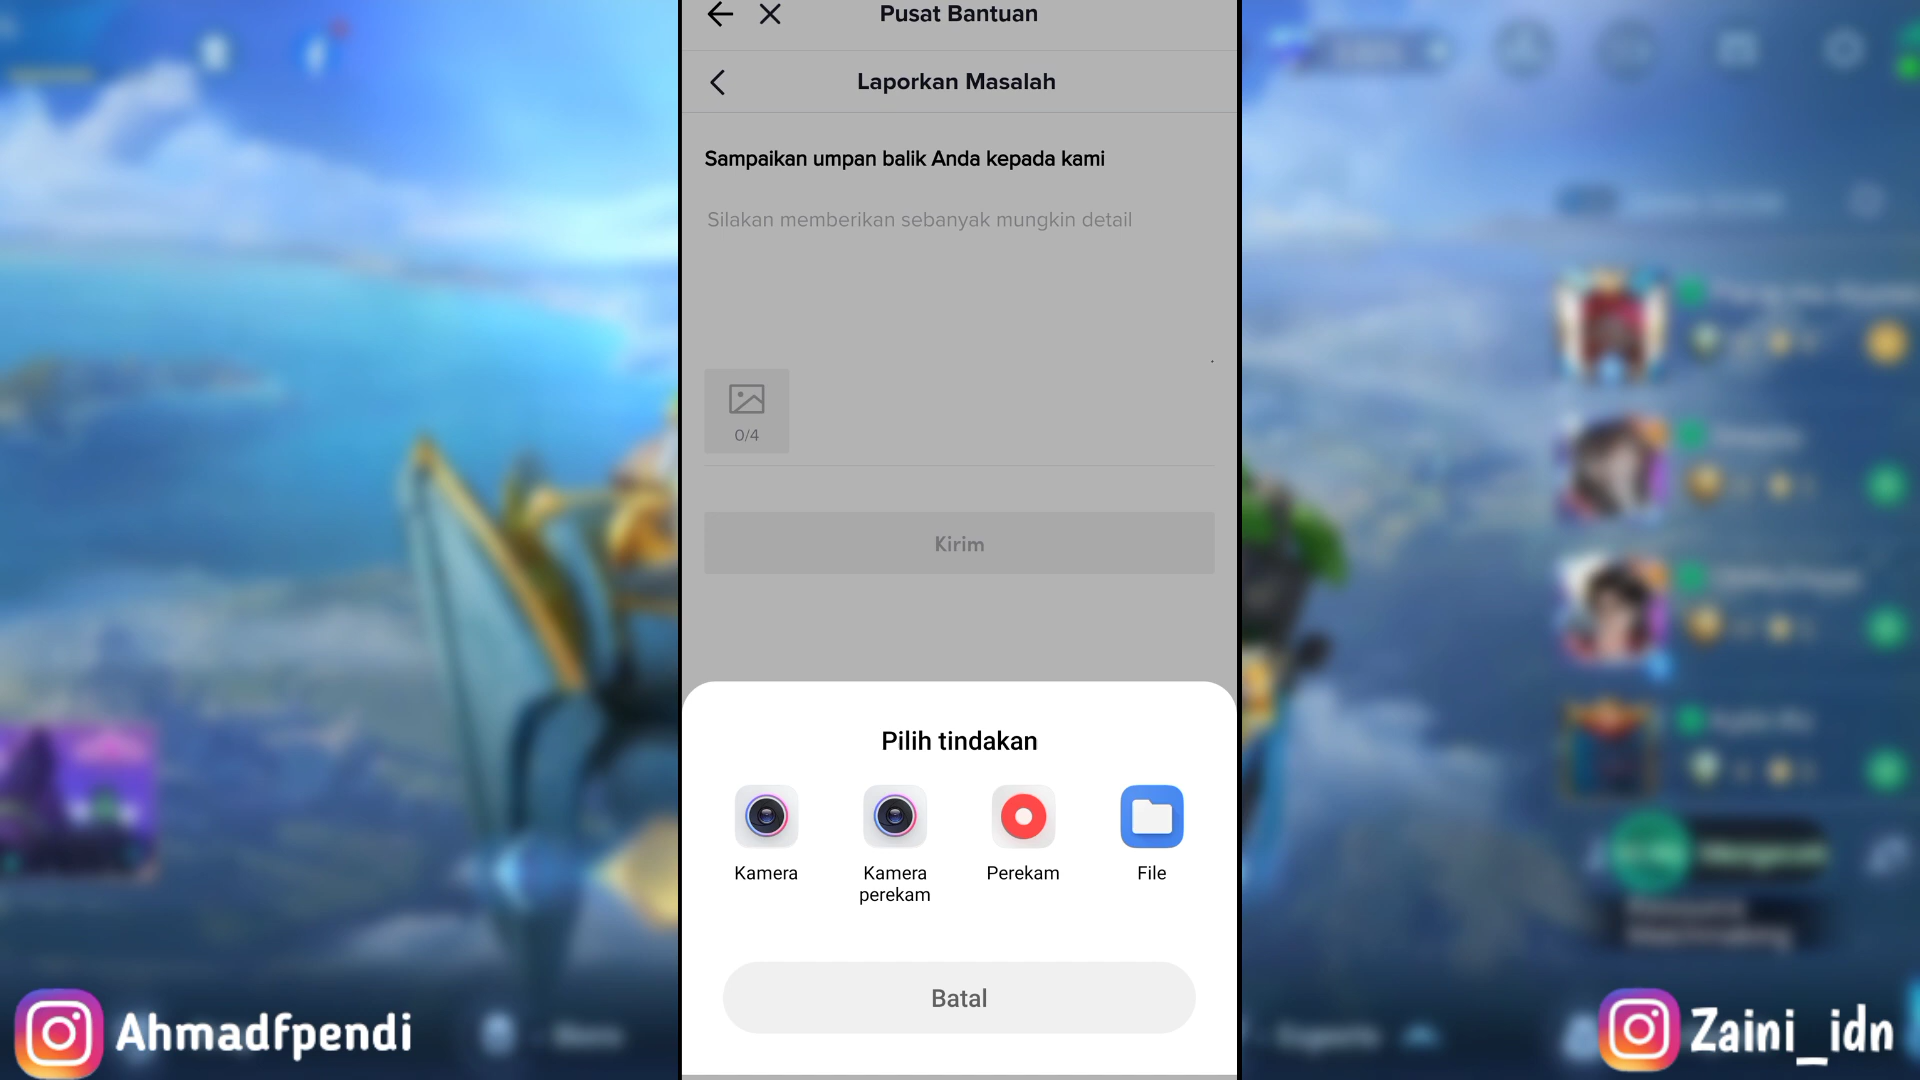 Pusat Bantuan
Laporkan Masalah
Sampaikan umpan balik Anda kepada kami
Silakan memberikan sebanyak mungkin detail
0/4
Kirim
Pilih tindakan
Kamera
Kamera perekam
Perekam
File
Batal
Ahmadfpendi
Zaini_idn